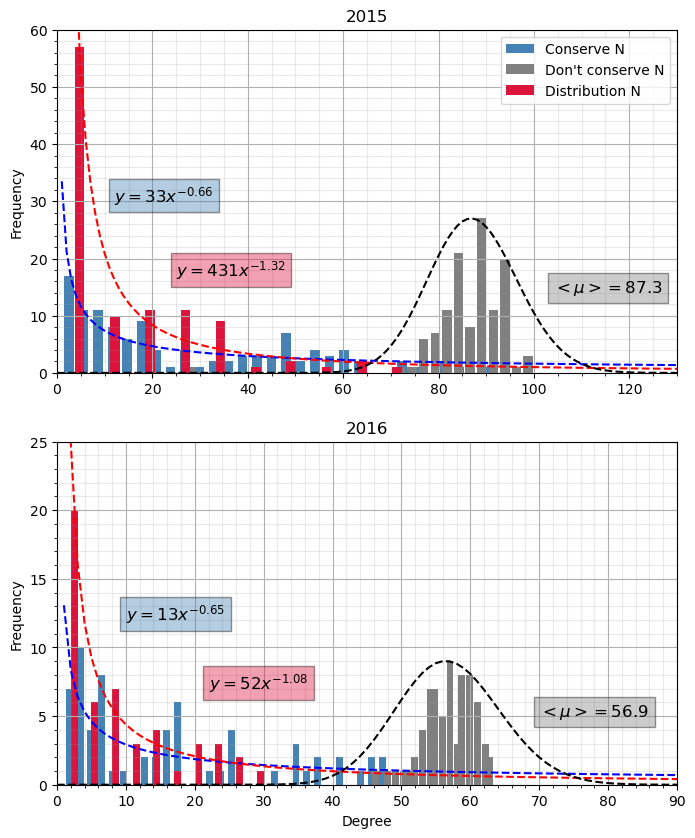 2015
Conserve N
Don't conserve N
Distribution N
Frequency
60
50
40
30
20
10
0
y = 33x^{-0.66}
y = 431x^{-1.32}
< μ > = 87.3
0 20 40 60 80 100 120
2016
Frequency
25
20
15
10
5
0
y = 13x^{-0.65}
y = 52x^{-1.08}
< μ > = 56.9
0 10 20 30 40 50 60 70 80 90
Degree